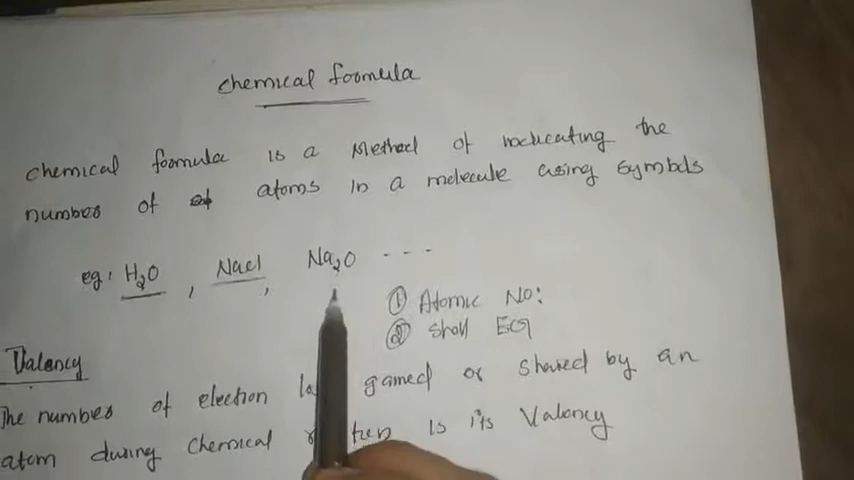 chemical formula
chemical formula is a Method of indicating the
number of atoms in a molecule using symbols
eg: H₂O , NaCl , Na₂O ---
① Atomic No:
② Shell
Valency
The number of electron gained or shared by an
atom during chemical is its Valency